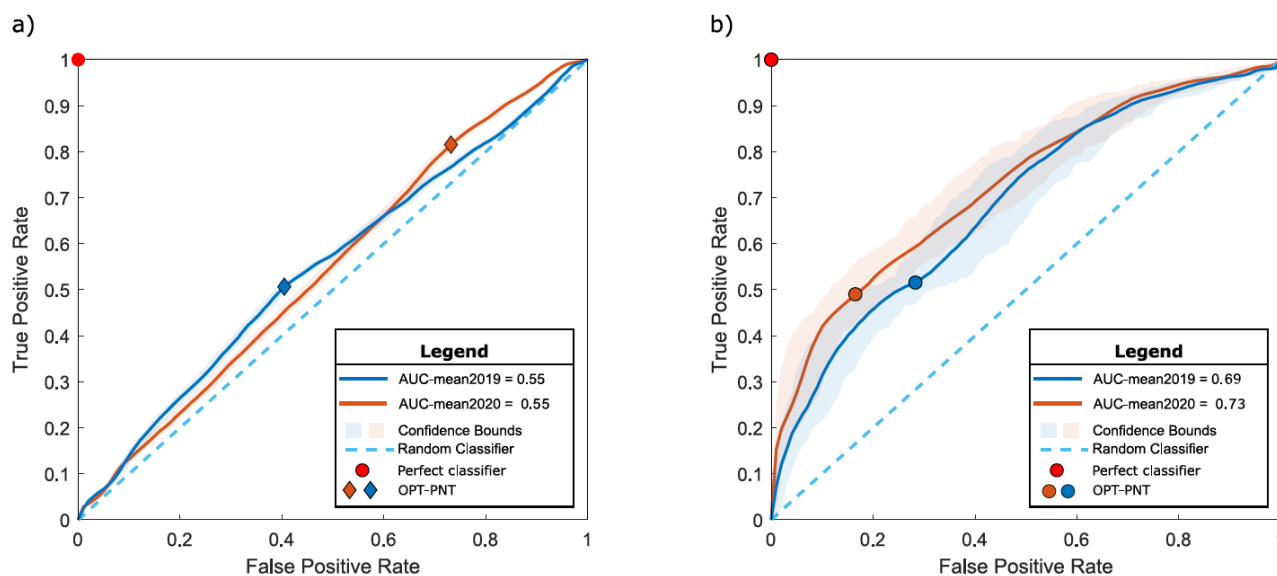 a)
1
0.9
0.8
0.7
0.6
0.5
0.4
0.3
0.2
0.1
0
True Positive Rate
0.2
0.4
0.6
0.8
1
False Positive Rate
Legend
AUC-mean2019 = 0.55
AUC-mean2020 = 0.55
Confidence Bounds
Random Classifier
Perfect classifier
OPT-PNT
b)
1
0.9
0.8
0.7
0.6
0.5
0.4
0.3
0.2
0.1
0
True Positive Rate
0
0.2
0.4
0.6
0.8
1
False Positive Rate
Legend
AUC-mean2019 = 0.69
AUC-mean2020 = 0.73
Confidence Bounds
Random Classifier
Perfect classifier
OPT-PNT